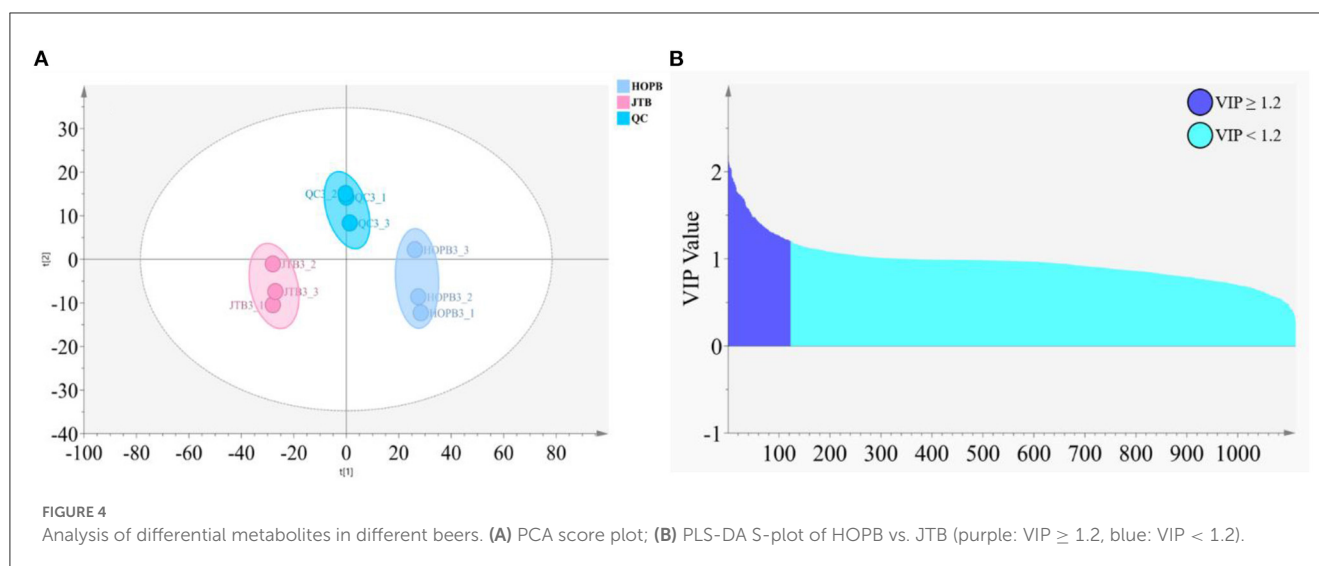 A
HOPB
JTB
QC
30
20
10
0
-10
-20
-30
-40
t[2]
QC3_2
QC3_1
QC3_3
HOPB3_3
JTB3_2
JTB3_3
JTB3_1
HOPB3_2
HOPB3_1
-100 -80 -60 -40 -20 0 20 40 60 80
t[1]
B
VIP ≥ 1.2
VIP < 1.2
VIP Value
2
1
0
-1
100 200 300 400 500 600 700 800 900 1000
FIGURE 4
Analysis of differential metabolites in different beers. (A) PCA score plot; (B) PLS-DA S-plot of HOPB vs. JTB (purple: VIP ≥ 1.2, blue: VIP < 1.2).